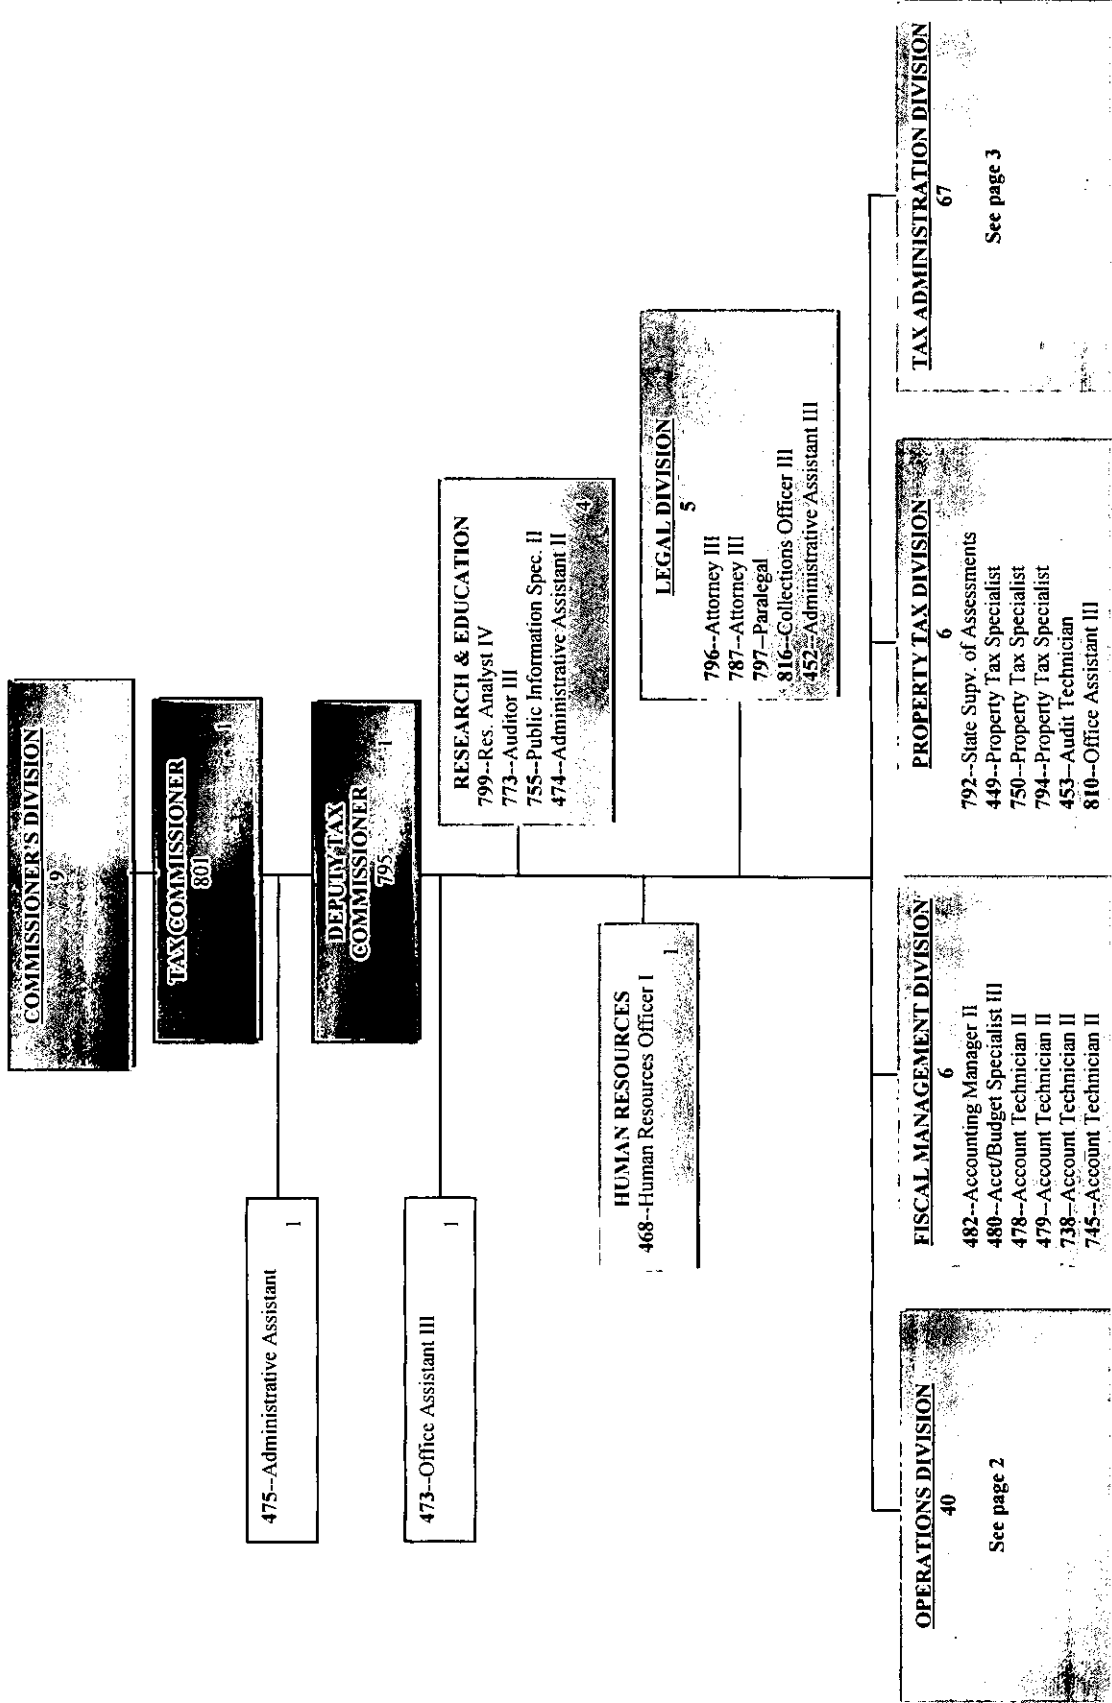 COMMISSIONER'S DIVISION
9
TAX COMMISSIONER
801
1
475--Administrative Assistant
1
DEPUTY TAX
COMMISSIONER
795
1
473--Office Assistant III
1
RESEARCH & EDUCATION
799--Res. Analyst IV
773--Auditor III
755--Public Information Spec. II
474--Administrative Assistant II
4
HUMAN RESOURCES
468--Human Resources Officer I
1
LEGAL DIVISION
5
796--Attorney III
787--Attorney III
797--Paralegal
816--Collections Officer III
452--Administrative Assistant III
OPERATIONS DIVISION
40
See page 2
FISCAL MANAGEMENT DIVISION
6
482--Accounting Manager II
480--Acct/Budget Specialist III
478--Account Technician II
479--Account Technician II
738--Account Technician II
745--Account Technician II
PROPERTY TAX DIVISION
6
792--State Supv. of Assessments
449--Property Tax Specialist
750--Property Tax Specialist
794--Property Tax Specialist
453--Audit Technician
810--Office Assistant III
TAX ADMINISTRATION DIVISION
67
See page 3